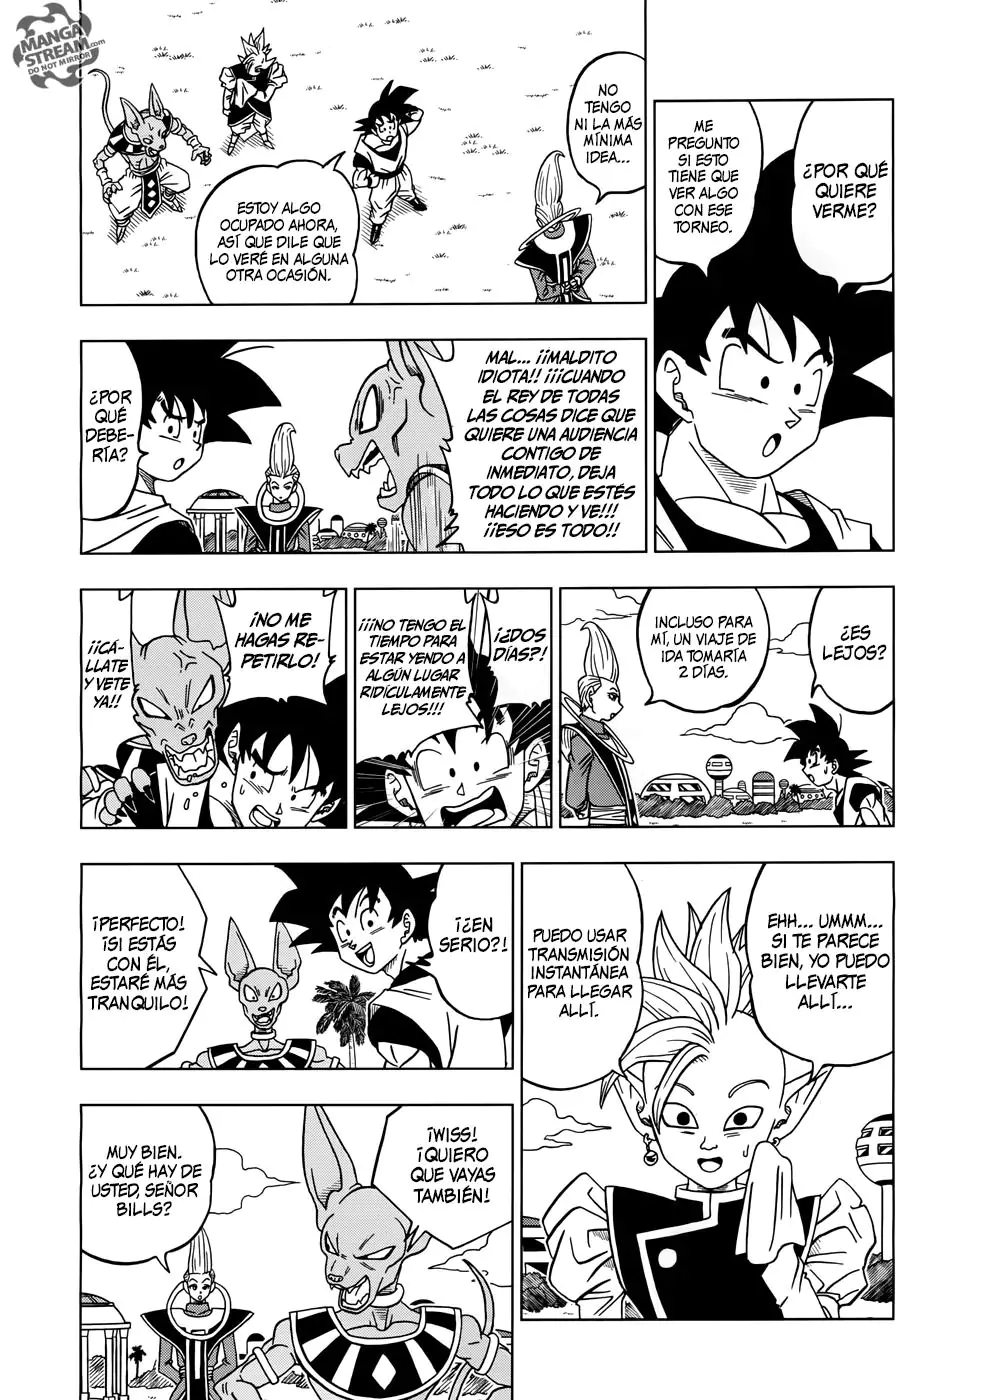 MANGA
STREAM.com
DO NOT MIRROR
¿POR QUÉ
QUIERE
VERME?
ME
PREGUNTO
SI ESTO
TIENE QUE
VER ALGO
CON ESE
TORNEO.
NO
TENGO
NI LA MÁS
MÍNIMA
IDEA...
ESTOY ALGO
OCUPADO AHORA,
ASÍ QUE DILE QUE
LO VERÉ EN ALGUNA
OTRA OCASIÓN.
MAL... ¡¡MALDITO
IDIOTA!! ¡¡¡CUANDO
EL REY DE TODAS
LAS COSAS DICE QUE
QUIERE UNA AUDIENCIA
CONTIGO DE
INMEDIATO, DEJA
TODO LO QUE ESTÉS
HACIENDO Y VE!!!
¡¡ESO ES TODO!!
¿POR
QUÉ
DEBE-
RÍA?
¿ES
LEJOS?
INCLUSO PARA
MÍ, UN VIAJE DE
IDA TOMARÍA
2 DÍAS.
¡¿DOS
DÍAS?!
¡¡¡NO TENGO EL
TIEMPO PARA
ESTAR YENDO A
ALGÚN LUGAR
RIDÍCULAMENTE
LEJOS!!!
¡NO ME
HAGAS RE-
PETIRLO!
¡¡CÁ-
LLATE
Y VETE
YA!!
EHH... UMMM...
SI TE PARECE
BIEN, YO PUEDO
LLEVARTE
ALLÍ...
PUEDO USAR
TRANSMISIÓN
INSTANTÁNEA
PARA LLEGAR
ALLÍ.
¡¿EN
SERIO?!
¡PERFECTO!
¡SI ESTÁS
CON ÉL,
ESTARÉ MÁS
TRANQUILO!
¡WISS!
¡QUIERO
QUE VAYAS
TAMBIÉN!
MUY BIEN.
¿Y QUÉ HAY DE
USTED, SEÑOR
BILLS?